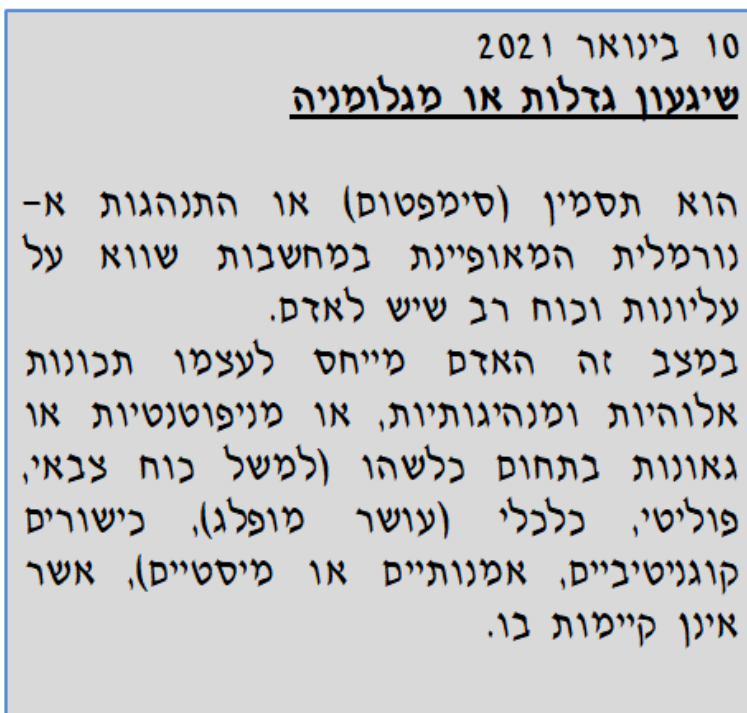 10 בינואר 2021
שיגעון גדלות או מגלומניה
הוא תסמין (סימפטום) או התנהגות א-
נורמלית המאופיינת במחשבות שווא על
עליונות וכוח רב שיש לאדם.
במצב זה האדם מייחס לעצמו תכונות
אלוהיות ומנהיגותיות, או מניפוטנטיות או
גאונות בתחום כלשהו (למשל כוח צבאי,
פוליטי, כלכלי (עושר מופלג), כישורים
קוגניטיביים, אמנותיים או מיסטיים), אשר
אינן קיימות בו.